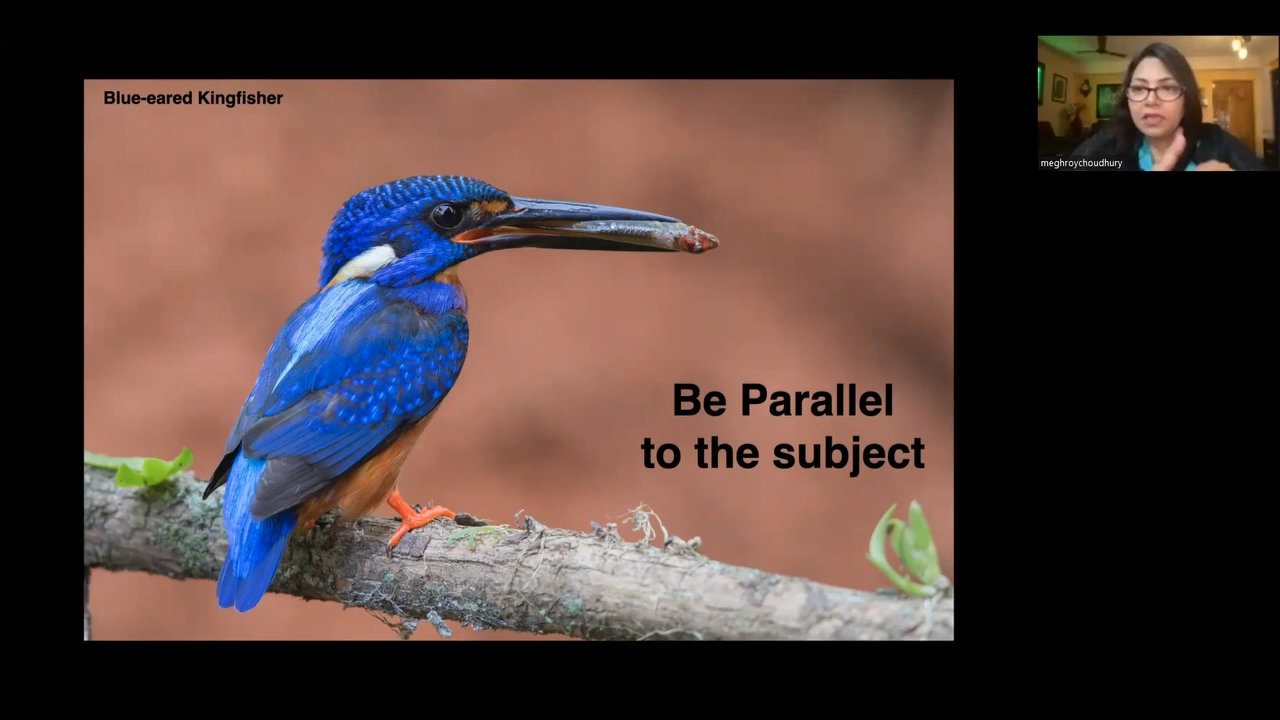 Blue-eared Kingfisher
meghroychoudhury
Be Parallel
to the subject